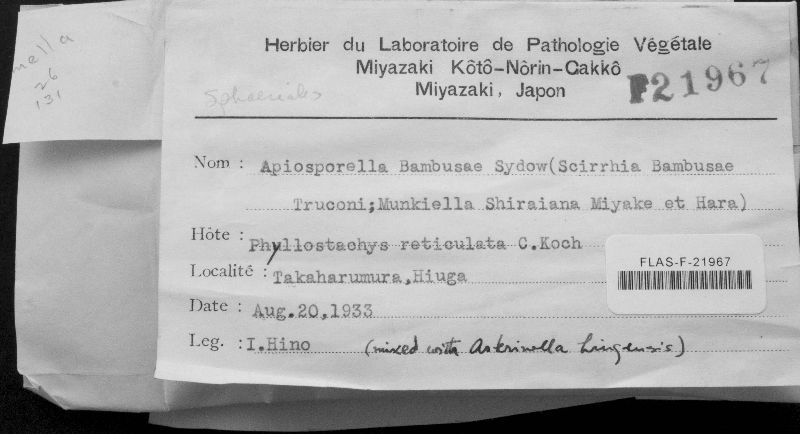 nella
26
131
Herbier du Laboratoire de Pathologie Végétale
Miyazaki Kôtô-Nôrin-Gakkô
Miyazaki, Japon
F21967
Sphaeriales
Nom : Apiosporella Bambusae Sydow(Scirrhia Bambusae
Truconi;Munkiella Shiraiana Miyake et Hara)
Hôte : Phyllostachys reticulata C.Koch
FLAS-F-21967
Localité : Takaharumura,Hiuga
Date : Aug.20,1933
Leg. : I.Hino (mixed with Asterinella hingensis)